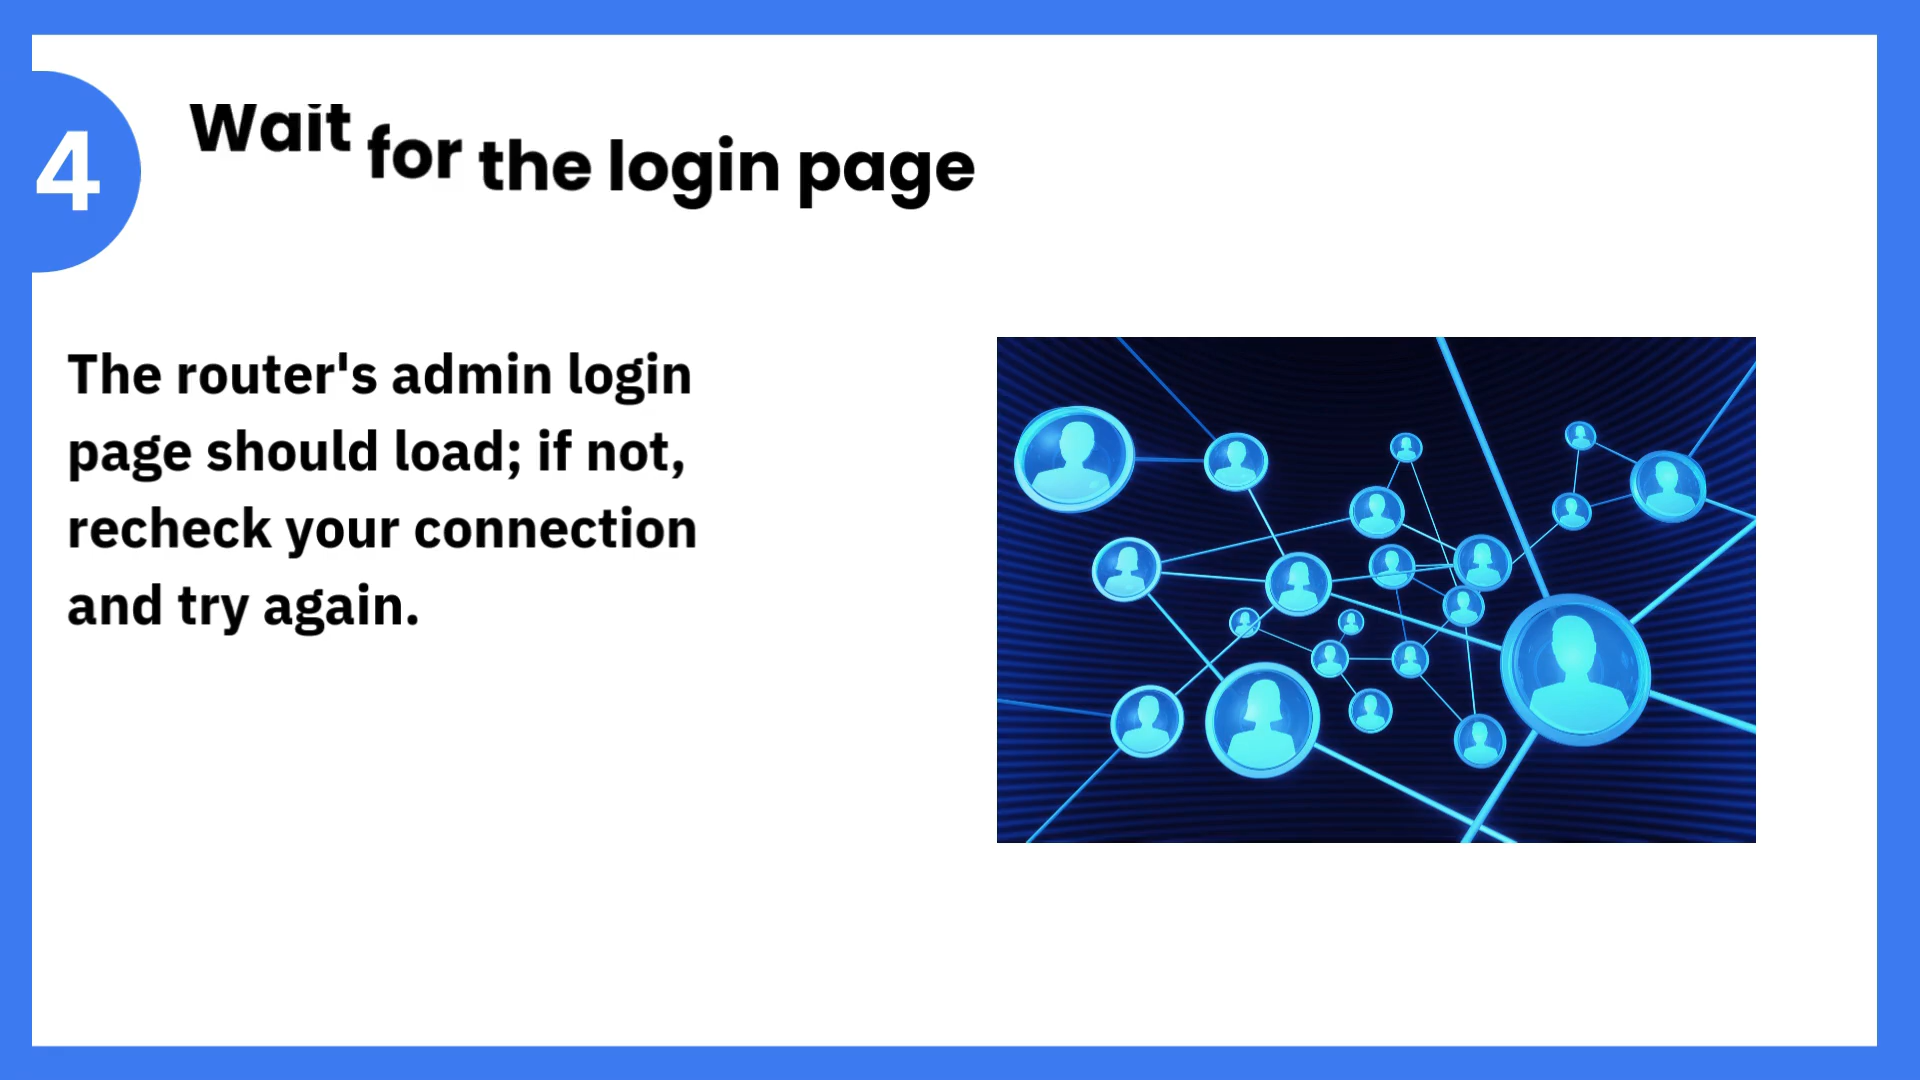 4
Wait for the login page
The router's admin login
page should load; if not,
recheck your connection
and try again.